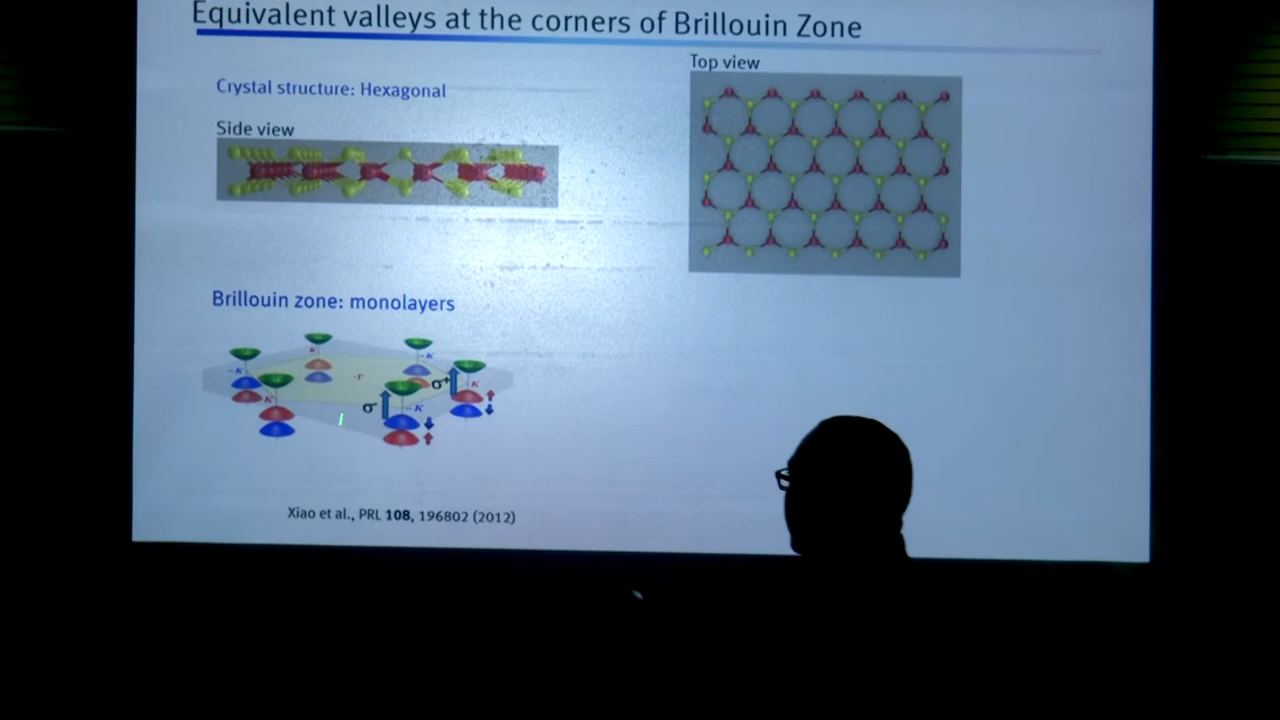 Equivalent valleys at the corners of Brillouin Zone
Top view
Crystal structure: Hexagonal
Side view
Brillouin zone: monolayers
K
-K
-K
·Γ
K
σ+
K
σ-
-K
Xiao et al., PRL 108, 196802 (2012)